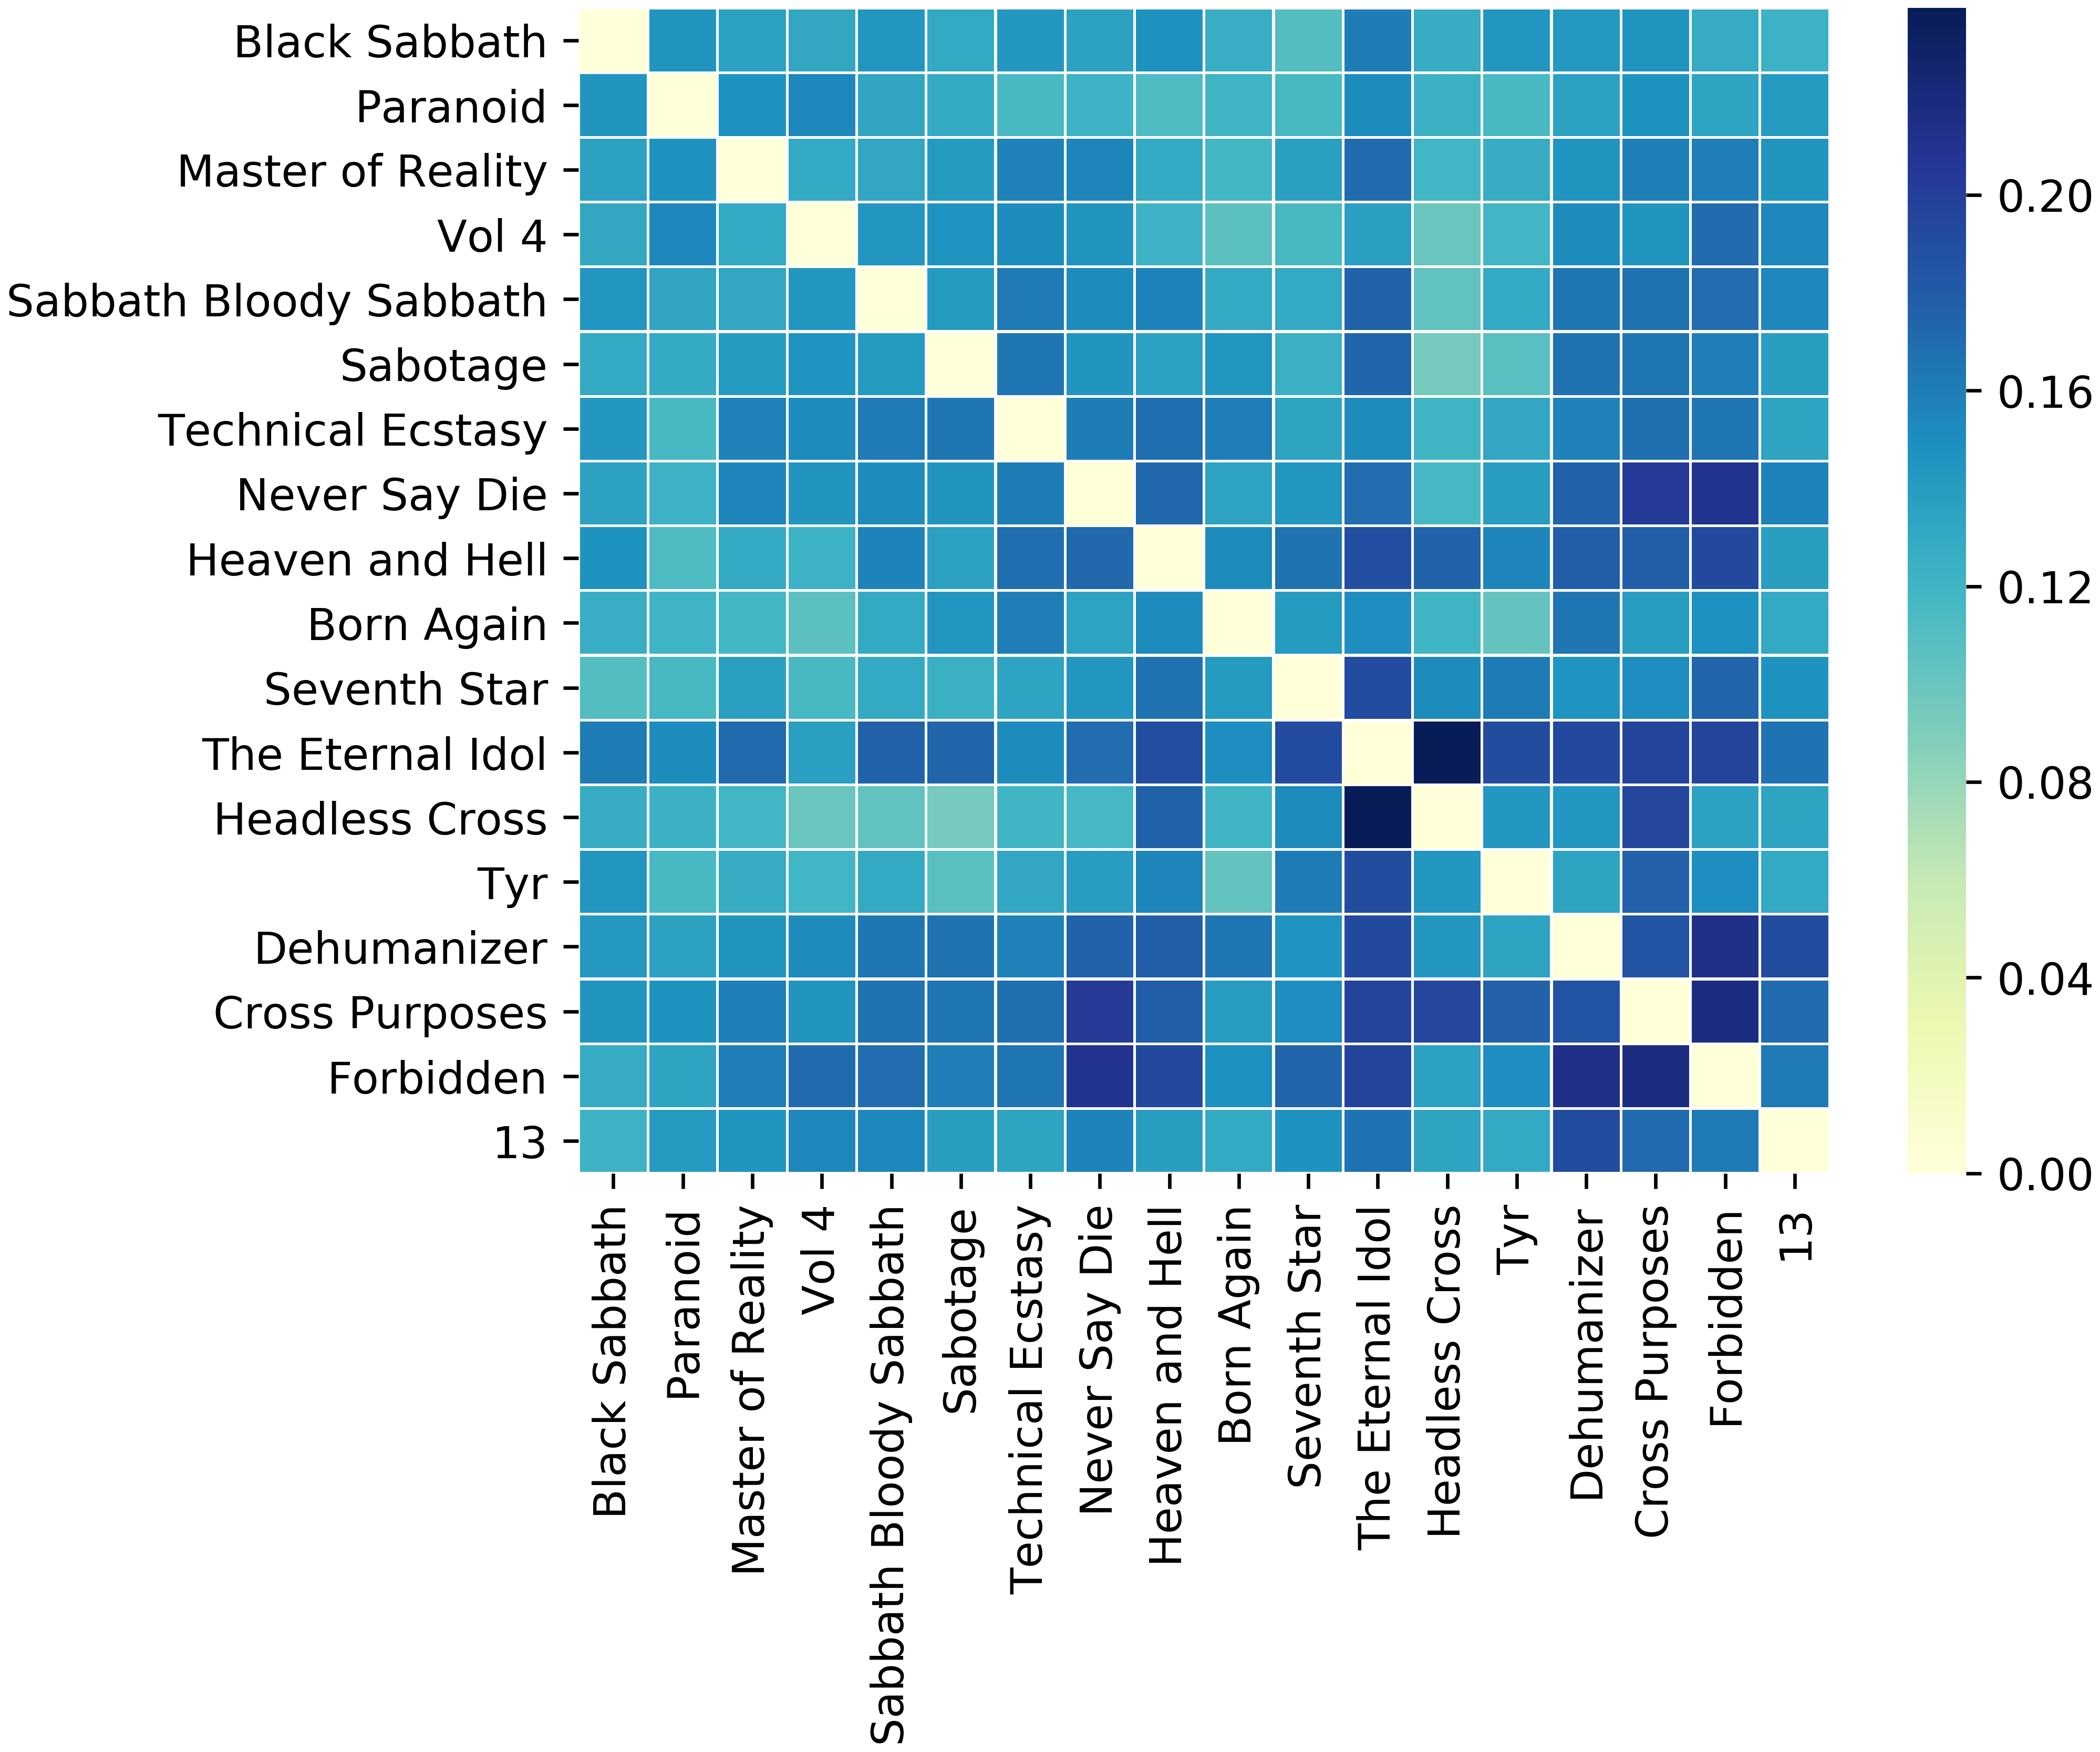 Black Sabbath
Paranoid
Master of Reality
Vol 4
Sabbath Bloody Sabbath
Sabotage
Technical Ecstasy
Never Say Die
Heaven and Hell
Born Again
Seventh Star
The Eternal Idol
Headless Cross
Tyr
Dehumanizer
Cross Purposes
Forbidden
13
Black Sabbath
Paranoid
Master of Reality
Vol 4
Sabbath Bloody Sabbath
Sabotage
Technical Ecstasy
Never Say Die
Heaven and Hell
Born Again
Seventh Star
The Eternal Idol
Headless Cross
Tyr
Dehumanizer
Cross Purposes
Forbidden
13
0.20
0.16
0.12
0.08
0.04
0.00